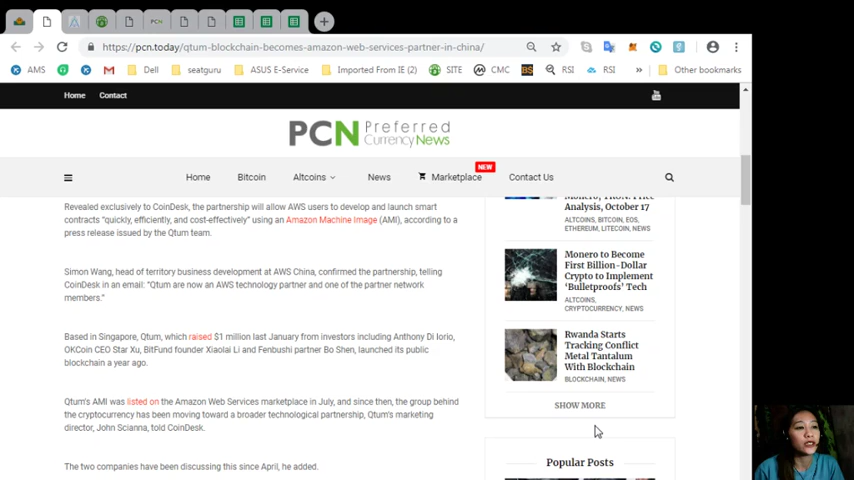 https://pcn.today/qtum-blockchain-becomes-amazon-web-services-partner-in-china/
AMS
Dell
seatguru
ASUS E-Service
Imported From IE (2)
SITE
CMC
RSI
RSI
»
Other bookmarks
Home
Contact
PCN Preferred
CurrencyNews
NEW
Home
Bitcoin
Altcoins
News
Marketplace
Contact Us
Revealed exclusively to CoinDesk, the partnership will allow AWS users to develop and launch smart
contracts “quickly, efficiently, and cost-effectively” using an Amazon Machine Image (AMI), according to a
press release issued by the Qtum team.
Simon Wang, head of territory business development at AWS China, confirmed the partnership, telling
CoinDesk in an email: “Qtum are now an AWS technology partner and one of the partner network
members.”
Based in Singapore, Qtum, which raised $1 million last January from investors including Anthony Di Iorio,
OKCoin CEO Star Xu, BitFund founder Xiaolai Li and Fenbushi partner Bo Shen, launched its public
blockchain a year ago.
Qtum's AMI was listed on the Amazon Web Services marketplace in July, and since then, the group behind
the cryptocurrency has been moving toward a broader technological partnership, Qtum's marketing
director, John Scianna, told CoinDesk.
The two companies have been discussing this since April, he added.
Monero, TRON: Price
Analysis, October 17
ALTCOINS, BITCOIN, EOS,
ETHEREUM, LITECOIN, NEWS
Monero to Become
First Billion-Dollar
Crypto to Implement
‘Bulletproofs’ Tech
ALTCOINS,
CRYPTOCURRENCY, NEWS
Rwanda Starts
Tracking Conflict
Metal Tantalum
With Blockchain
BLOCKCHAIN, NEWS
SHOW MORE
Popular Posts